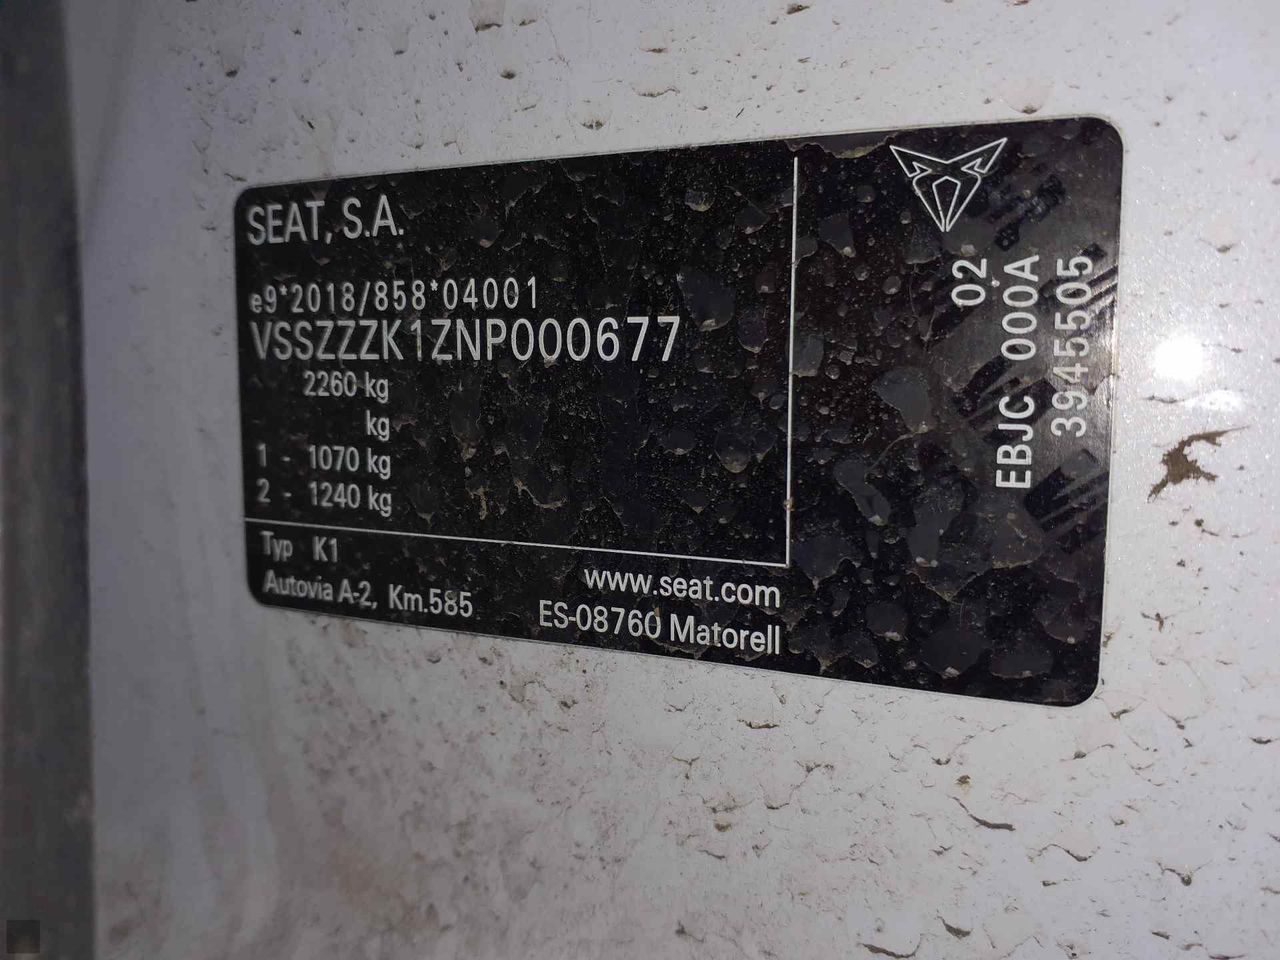 SEAT, S.A.
e9*2018/858*04001
VSSZZZK1ZNP000677
2260 kg
kg
1 - 1070 kg
2 - 1240 kg
Typ K1
Autovia A-2, Km.585
www.seat.com
ES-08760 Matorell
02
EBJC 000A
39455505